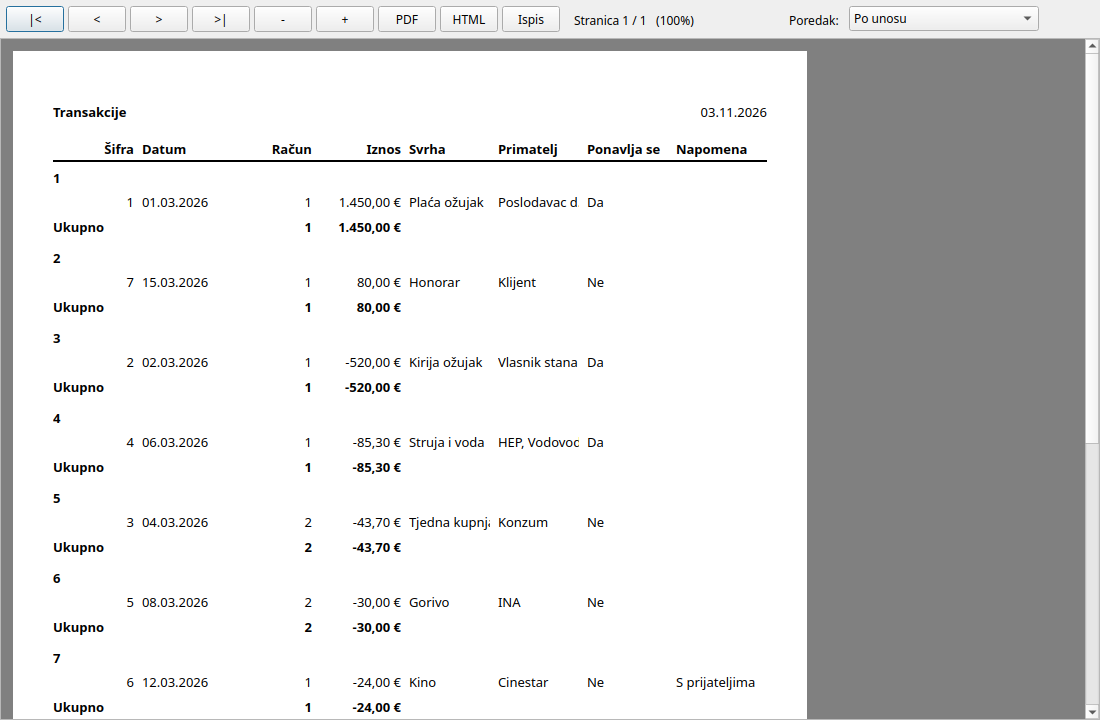 |< < > >| - + PDF HTML Ispis Stranica 1 / 1 (100%) Poredak: Po unosu
Transakcije 03.11.2026
Šifra Datum Račun Iznos Svrha Primatelj Ponavlja se Napomena
1
1 01.03.2026 1 1.450,00 € Plaća ožujak Poslodavac d Da
Ukupno 1 1.450,00 €
2
7 15.03.2026 1 80,00 € Honorar Klijent Ne
Ukupno 1 80,00 €
3
2 02.03.2026 1 -520,00 € Kirija ožujak Vlasnik stana Da
Ukupno 1 -520,00 €
4
4 06.03.2026 1 -85,30 € Struja i voda HEP, Vodovod Da
Ukupno 1 -85,30 €
5
3 04.03.2026 2 -43,70 € Tjedna kupnja Konzum Ne
Ukupno 2 -43,70 €
6
5 08.03.2026 2 -30,00 € Gorivo INA Ne
Ukupno 2 -30,00 €
7
6 12.03.2026 1 -24,00 € Kino Cinestar Ne S prijateljima
Ukupno 1 -24,00 €